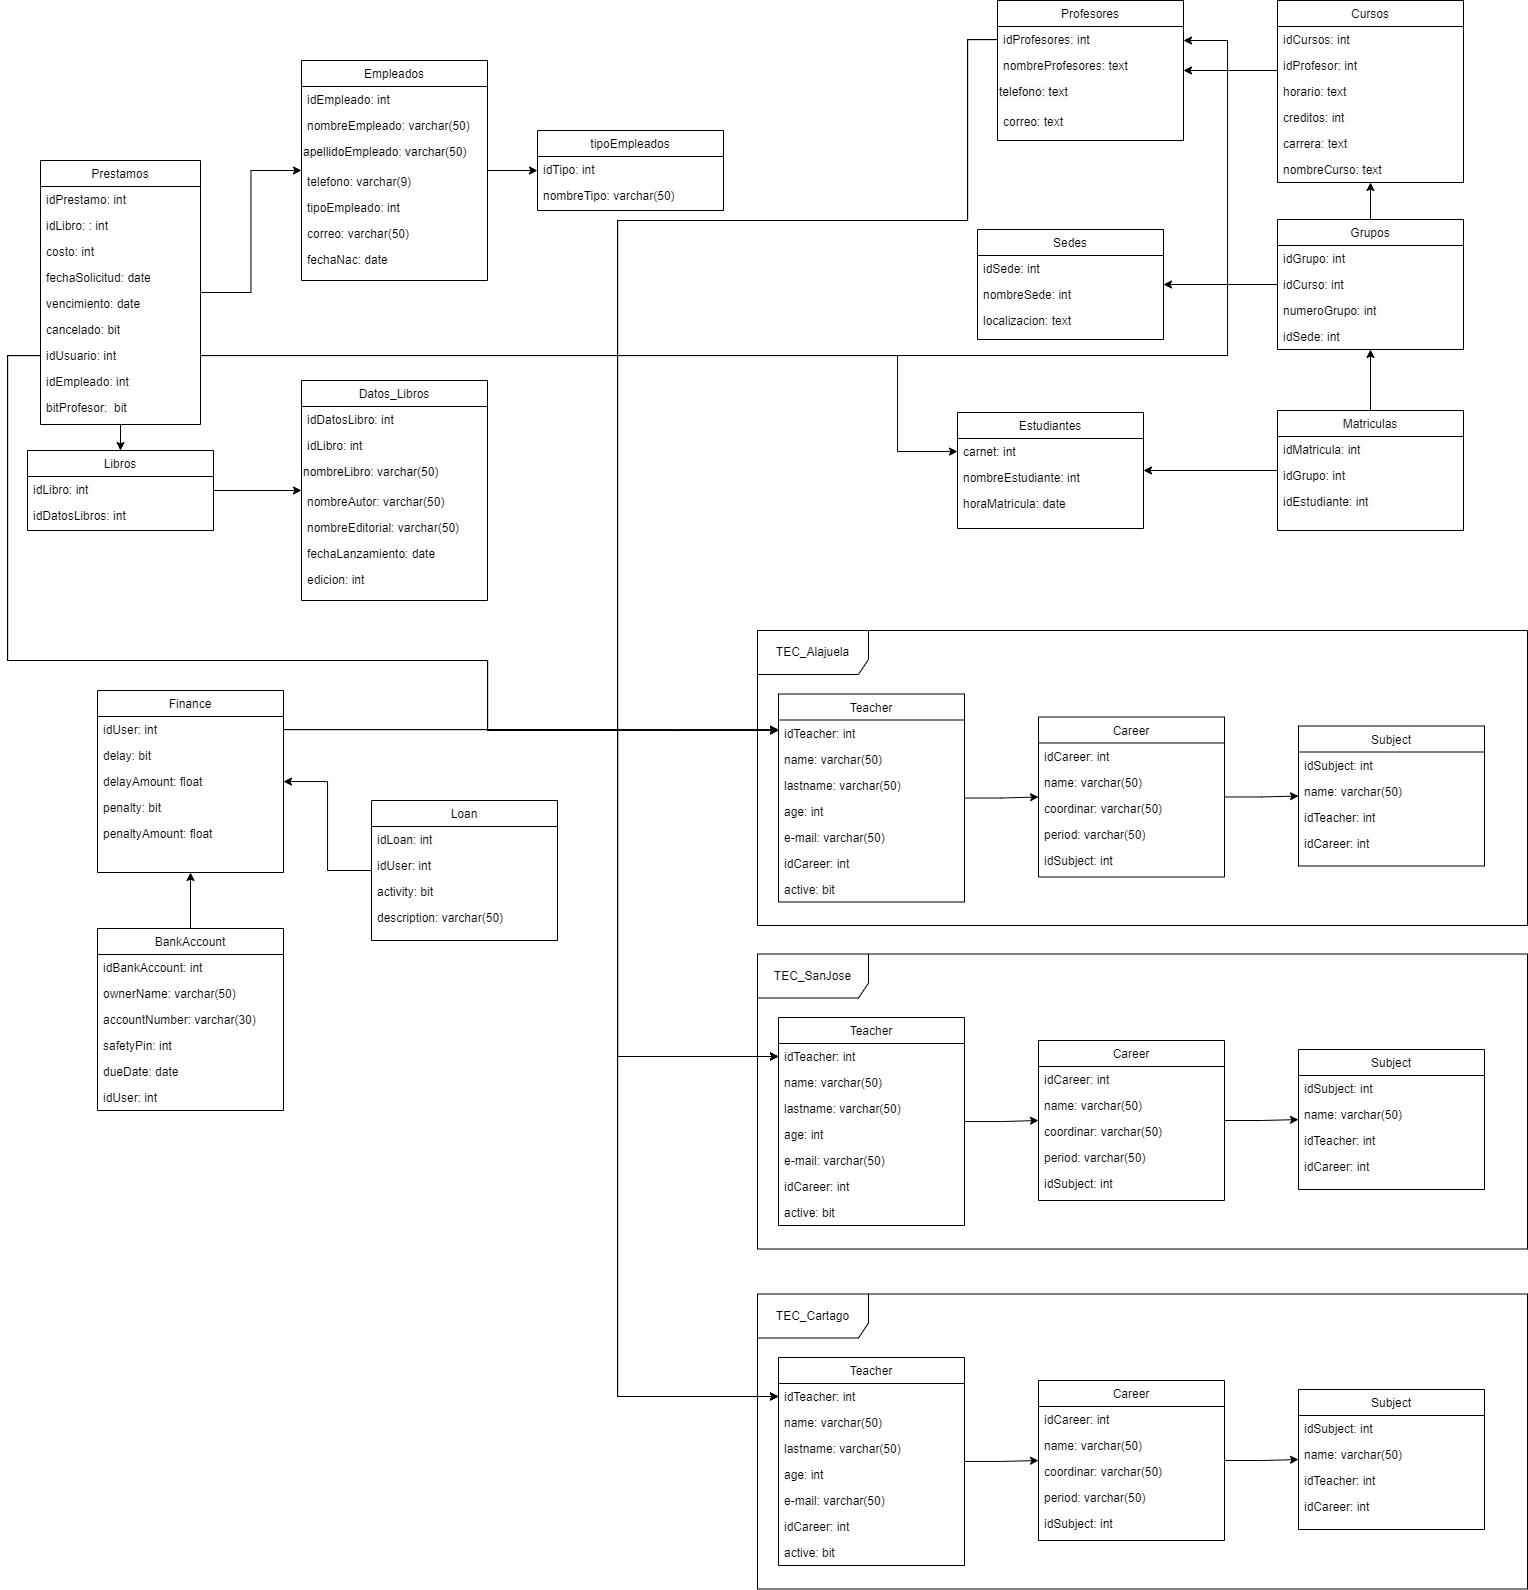 Profesores
idProfesores: int
nombreProfesores: text
telefono: text
correo: text
Cursos
idCursos: int
idProfesor: int
horario: text
creditos: int
carrera: text
nombreCurso: text
Empleados
idEmpleado: int
nombreEmpleado: varchar(50)
apellidoEmpleado: varchar(50)
telefono: varchar(9)
tipoEmpleado: int
correo: varchar(50)
fechaNac: date
tipoEmpleados
idTipo: int
nombreTipo: varchar(50)
Prestamos
idPrestamo: int
idLibro: : int
costo: int
fechaSolicitud: date
vencimiento: date
cancelado: bit
idUsuario: int
idEmpleado: int
bitProfesor:  bit
Sedes
idSede: int
nombreSede: int
localizacion: text
Grupos
idGrupo: int
idCurso: int
numeroGrupo: int
idSede: int
Datos_Libros
idDatosLibro: int
idLibro: int
nombreLibro: varchar(50)
nombreAutor: varchar(50)
nombreEditorial: varchar(50)
fechaLanzamiento: date
edicion: int
Libros
idLibro: int
idDatosLibros: int
Estudiantes
carnet: int
nombreEstudiante: int
horaMatricula: date
Matriculas
idMatricula: int
idGrupo: int
idEstudiante: int
Finance
idUser: int
delay: bit
delayAmount: float
penalty: bit
penaltyAmount: float
Loan
idLoan: int
idUser: int
activity: bit
description: varchar(50)
BankAccount
idBankAccount: int
ownerName: varchar(50)
accountNumber: varchar(30)
safetyPin: int
dueDate: date
idUser: int
TEC_Alajuela
Teacher
idTeacher: int
name: varchar(50)
lastname: varchar(50)
age: int
e-mail: varchar(50)
idCareer: int
active: bit
Career
idCareer: int
name: varchar(50)
coordinar: varchar(50)
period: varchar(50)
idSubject: int
Subject
idSubject: int
name: varchar(50)
idTeacher: int
idCareer: int
TEC_SanJose
Teacher
idTeacher: int
name: varchar(50)
lastname: varchar(50)
age: int
e-mail: varchar(50)
idCareer: int
active: bit
Career
idCareer: int
name: varchar(50)
coordinar: varchar(50)
period: varchar(50)
idSubject: int
Subject
idSubject: int
name: varchar(50)
idTeacher: int
idCareer: int
TEC_Cartago
Teacher
idTeacher: int
name: varchar(50)
lastname: varchar(50)
age: int
e-mail: varchar(50)
idCareer: int
active: bit
Career
idCareer: int
name: varchar(50)
coordinar: varchar(50)
period: varchar(50)
idSubject: int
Subject
idSubject: int
name: varchar(50)
idTeacher: int
idCareer: int